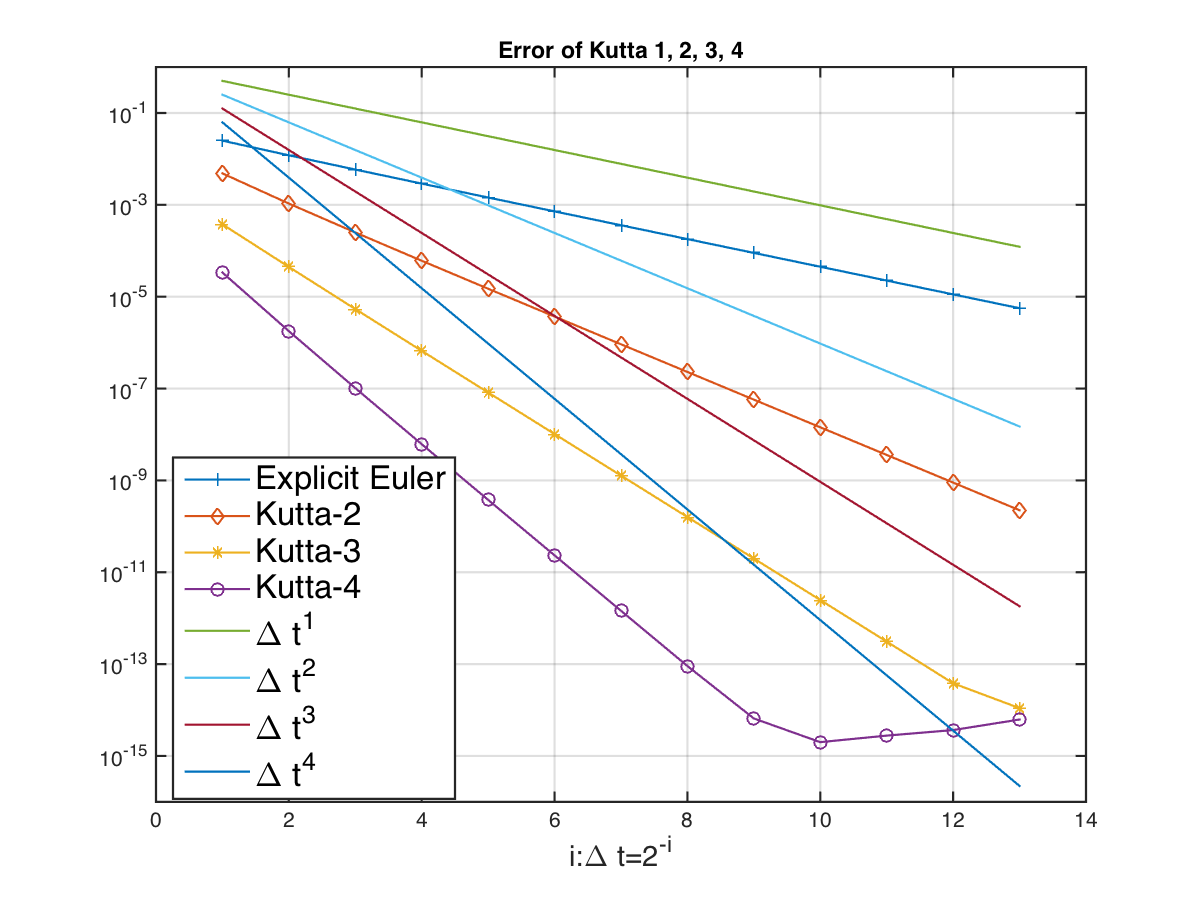 Error of Kutta 1, 2, 3, 4
10^-1
10^-3
10^-5
10^-7
10^-9
10^-11
10^-13
10^-15
Explicit Euler
Kutta-2
Kutta-3
Kutta-4
Δ t^1
Δ t^2
Δ t^3
Δ t^4
0 2 4 6 8 10 12 14
i:Δ t=2^-i